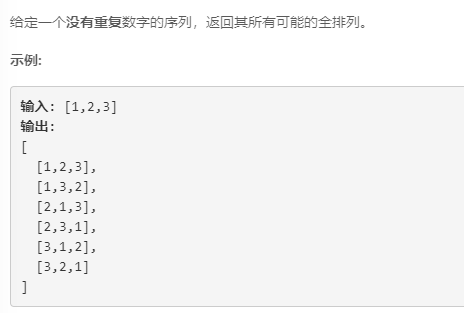 给定一个没有重复数字的序列，返回其所有可能的全排列。
示例:
输入: [1,2,3]
输出:
[
  [1,2,3],
  [1,3,2],
  [2,1,3],
  [2,3,1],
  [3,1,2],
  [3,2,1]
]